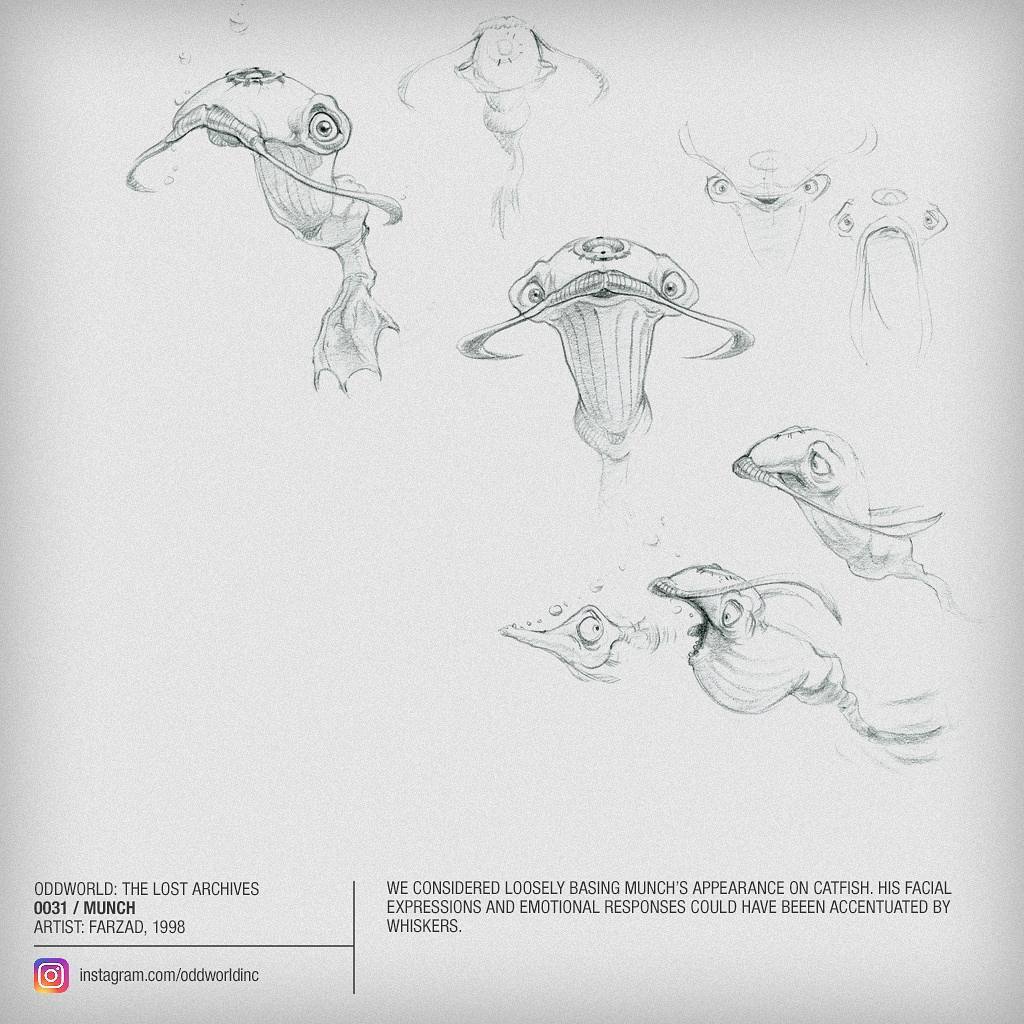 ODDWORLD: THE LOST ARCHIVES
0031 / MUNCH
ARTIST: FARZAD, 1998
instagram.com/oddworldinc
WE CONSIDERED LOOSELY BASING MUNCH'S APPEARANCE ON CATFISH. HIS FACIAL
EXPRESSIONS AND EMOTIONAL RESPONSES COULD HAVE BEEEN ACCENTUATED BY
WHISKERS.